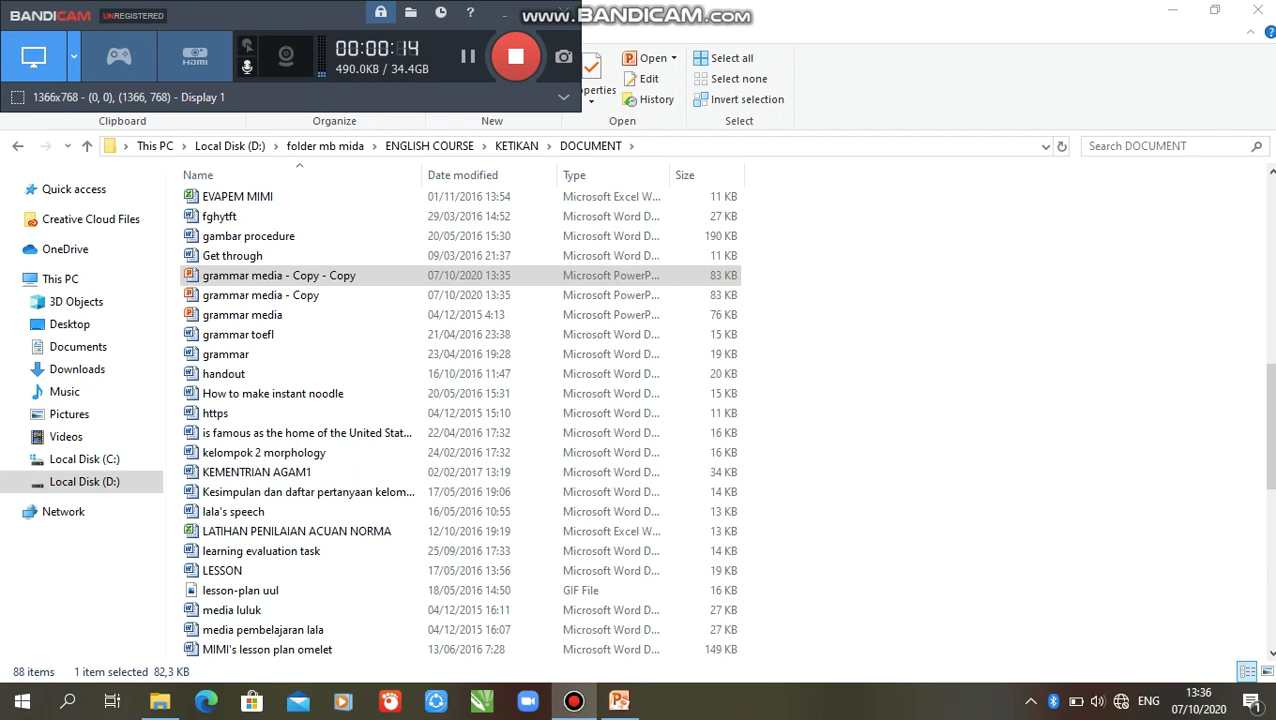 BANDICAM UNREGISTERED
www.BANDICAM.com
00:00:14
490.0KB / 34.4GB
1366x768 - (0, 0), (1366, 768) - Display 1
Open
Select all
Edit
Select none
History
Invert selection
Clipboard
Organize
New
Open
Select
This PC
Local Disk (D:)
folder mb mida
ENGLISH COURSE
KETIKAN
DOCUMENT
Search DOCUMENT
Name
Date modified
Type
Size
Quick access
Creative Cloud Files
OneDrive
This PC
3D Objects
Desktop
Documents
Downloads
Music
Pictures
Videos
Local Disk (C:)
Local Disk (D:)
Network
EVAPEM MIMI 01/11/2016 13:54 Microsoft Excel W... 11 KB
fghytft 29/03/2016 14:52 Microsoft Word D... 27 KB
gambar procedure 20/05/2016 15:30 Microsoft Word D... 190 KB
Get through 09/03/2016 21:37 Microsoft Word D... 11 KB
grammar media - Copy - Copy 07/10/2020 13:35 Microsoft PowerP... 83 KB
grammar media - Copy 07/10/2020 13:35 Microsoft PowerP... 83 KB
grammar media 04/12/2015 4:13 Microsoft PowerP... 76 KB
grammar toefl 21/04/2016 23:38 Microsoft Word D... 15 KB
grammar 23/04/2016 19:28 Microsoft Word D... 19 KB
handout 16/10/2016 11:47 Microsoft Word D... 20 KB
How to make instant noodle 20/05/2016 15:31 Microsoft Word D... 15 KB
https 04/12/2015 15:10 Microsoft Word D... 11 KB
is famous as the home of the United Stat... 22/04/2016 17:32 Microsoft Word D... 16 KB
kelompok 2 morphology 24/02/2016 17:32 Microsoft Word D... 16 KB
KEMENTRIAN AGAM1 02/02/2017 13:19 Microsoft Word D... 34 KB
Kesimpulan dan daftar pertanyaan kelom... 17/05/2016 19:06 Microsoft Word D... 14 KB
lala's speech 16/05/2016 10:55 Microsoft Word D... 13 KB
LATIHAN PENILAIAN ACUAN NORMA 12/10/2016 19:19 Microsoft Excel W... 13 KB
learning evaluation task 25/09/2016 17:33 Microsoft Word D... 14 KB
LESSON 17/05/2016 13:56 Microsoft Word D... 19 KB
lesson-plan uul 18/05/2016 14:50 GIF File 16 KB
media luluk 04/12/2015 16:11 Microsoft Word D... 27 KB
media pembelajaran lala 04/12/2015 16:07 Microsoft Word D... 27 KB
MIMI's lesson plan omelet 13/06/2016 7:28 Microsoft Word D... 149 KB
88 items 1 item selected 82,3 KB
ENG
13:36
07/10/2020